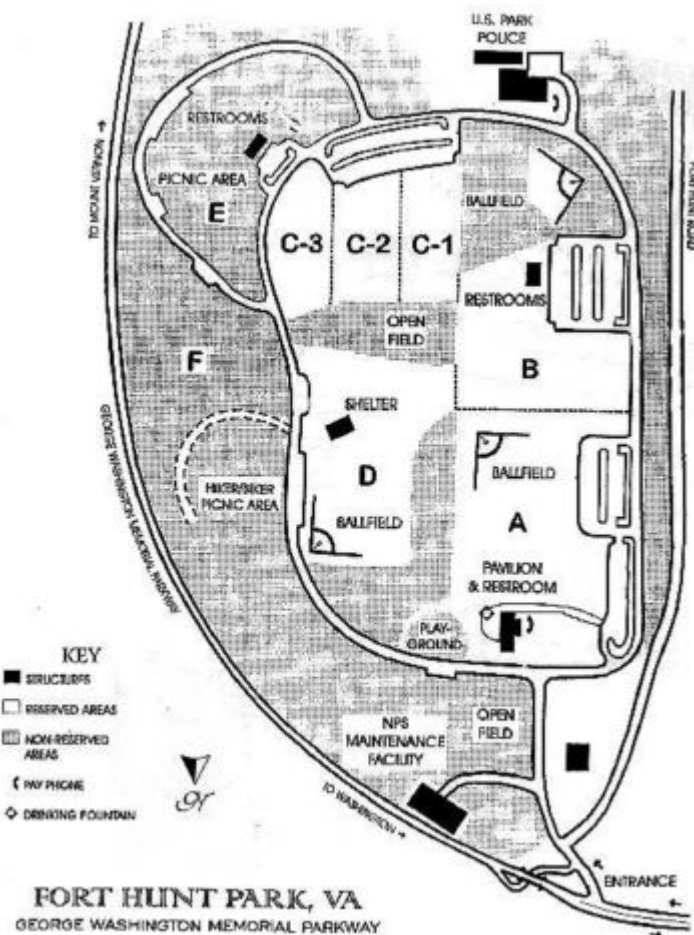 U.S. PARK
POLICE
RESTROOMS
PICNIC AREA
E
TO MOUNT VERNON
BALLFIELD
C-3
C-2
C-1
RESTROOMS
OPEN
FIELD
B
F
SHELTER
D
HIKER/BIKER
PICNIC AREA
BALLFIELD
BALLFIELD
A
PAVILION
& RESTROOM
PLAY-
GROUND
GEORGE WASHINGTON MEMORIAL PARKWAY
NPS
MAINTENANCE
FACILITY
OPEN
FIELD
TO WASHINGTON
ENTRANCE
KEY
STRUCTURES
RESERVED AREAS
NON-RESERVED
AREAS
PAY PHONE
DRINKING FOUNTAIN
N
FORT HUNT PARK, VA
GEORGE WASHINGTON MEMORIAL PARKWAY